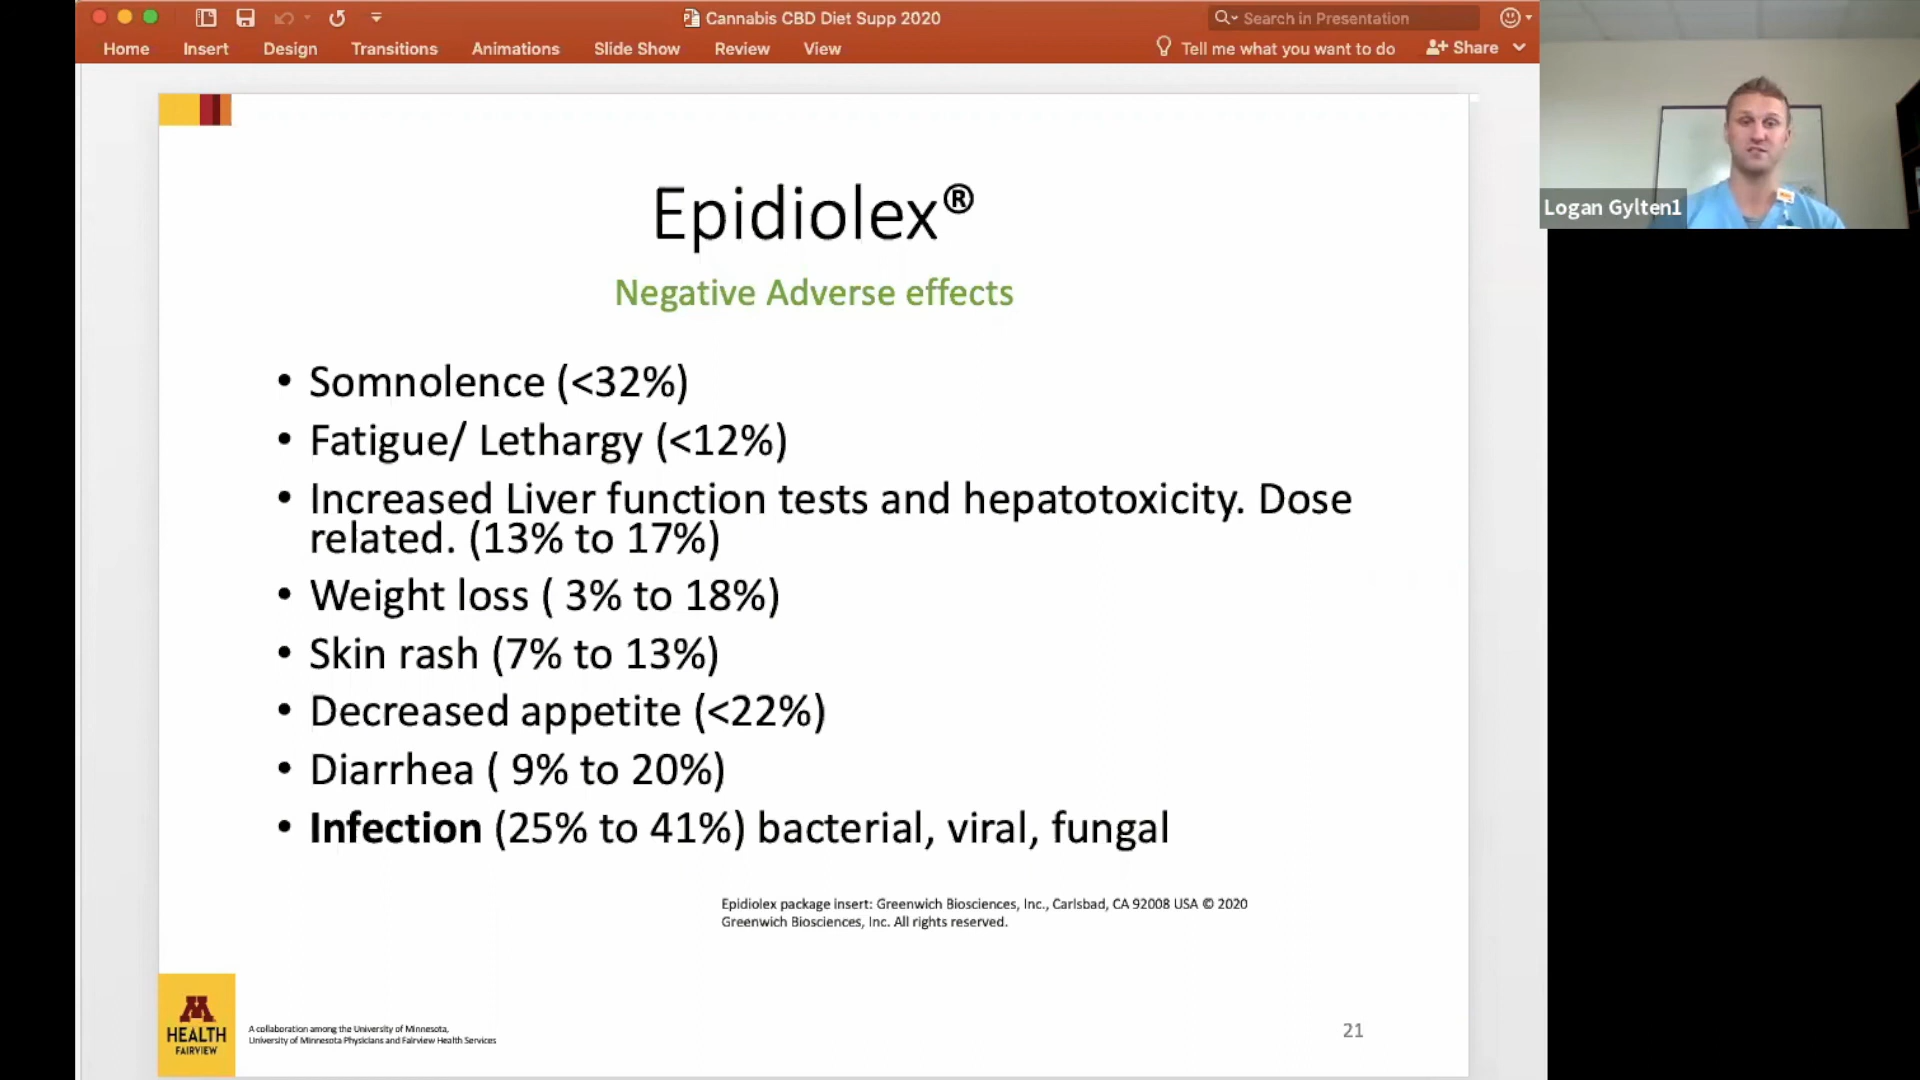 Cannabis CBD Diet Supp 2020
Search in Presentation
Home Insert Design Transitions Animations Slide Show Review View
Tell me what you want to do
Share
Logan Gylten1
Epidiolex®
Negative Adverse effects
• Somnolence (<32%)
• Fatigue/ Lethargy (<12%)
• Increased Liver function tests and hepatotoxicity. Dose
related. (13% to 17%)
• Weight loss ( 3% to 18%)
• Skin rash (7% to 13%)
• Decreased appetite (<22%)
• Diarrhea ( 9% to 20%)
• Infection (25% to 41%) bacterial, viral, fungal
Epidiolex package insert: Greenwich Biosciences, Inc., Carlsbad, CA 92008 USA © 2020
Greenwich Biosciences, Inc. All rights reserved.
M
HEALTH
FAIRVIEW
A collaboration among the University of Minnesota,
University of Minnesota Physicians and Fairview Health Services
21